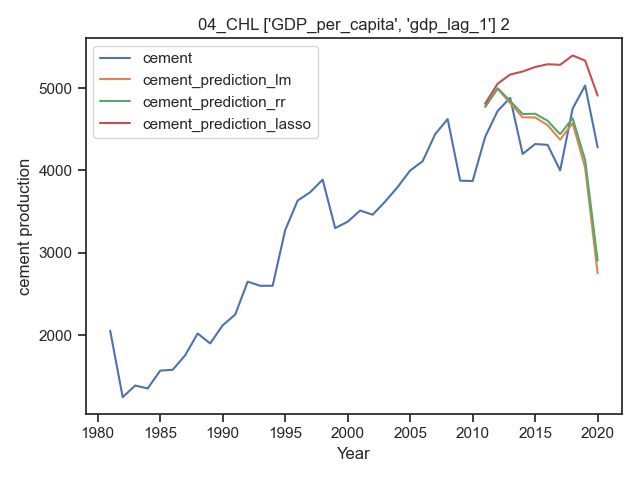 04_CHL ['GDP_per_capita', 'gdp_lag_1'] 2
cement
cement_prediction_lm
cement_prediction_rr
cement_prediction_lasso
5000
4000
3000
2000
cement production
1980 1985 1990 1995 2000 2005 2010 2015 2020
Year